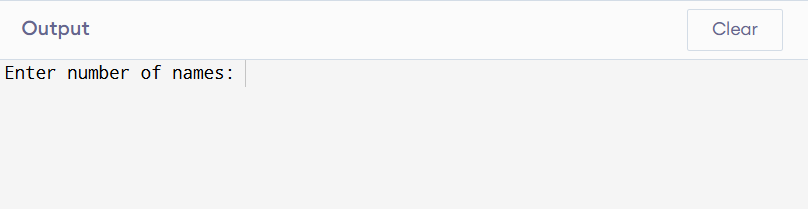 Output
Clear
Enter number of names: